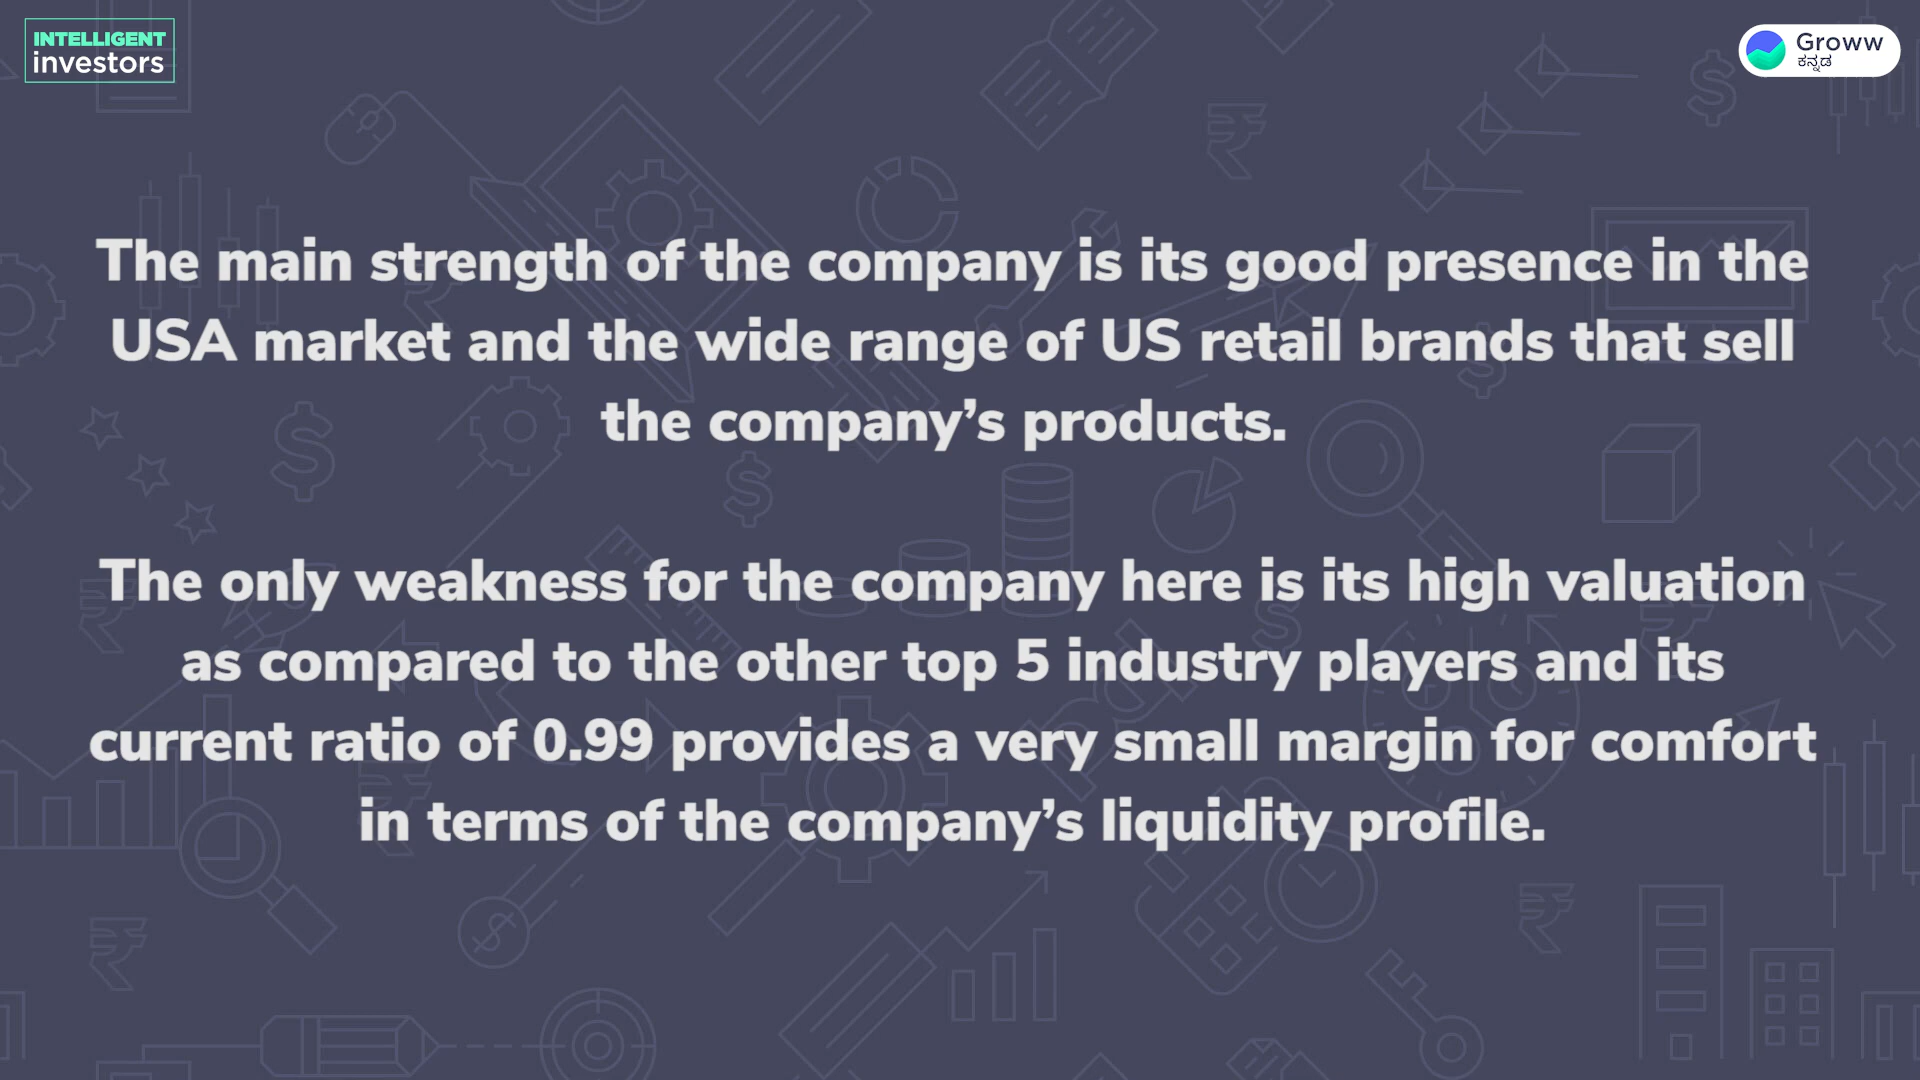 INTELLIGENT
investors
Groww
ಕನ್ನಡ
The main strength of the company is its good presence in the
USA market and the wide range of US retail brands that sell
the company’s products.
The only weakness for the company here is its high valuation
as compared to the other top 5 industry players and its
current ratio of 0.99 provides a very small margin for comfort
in terms of the company’s liquidity profile.